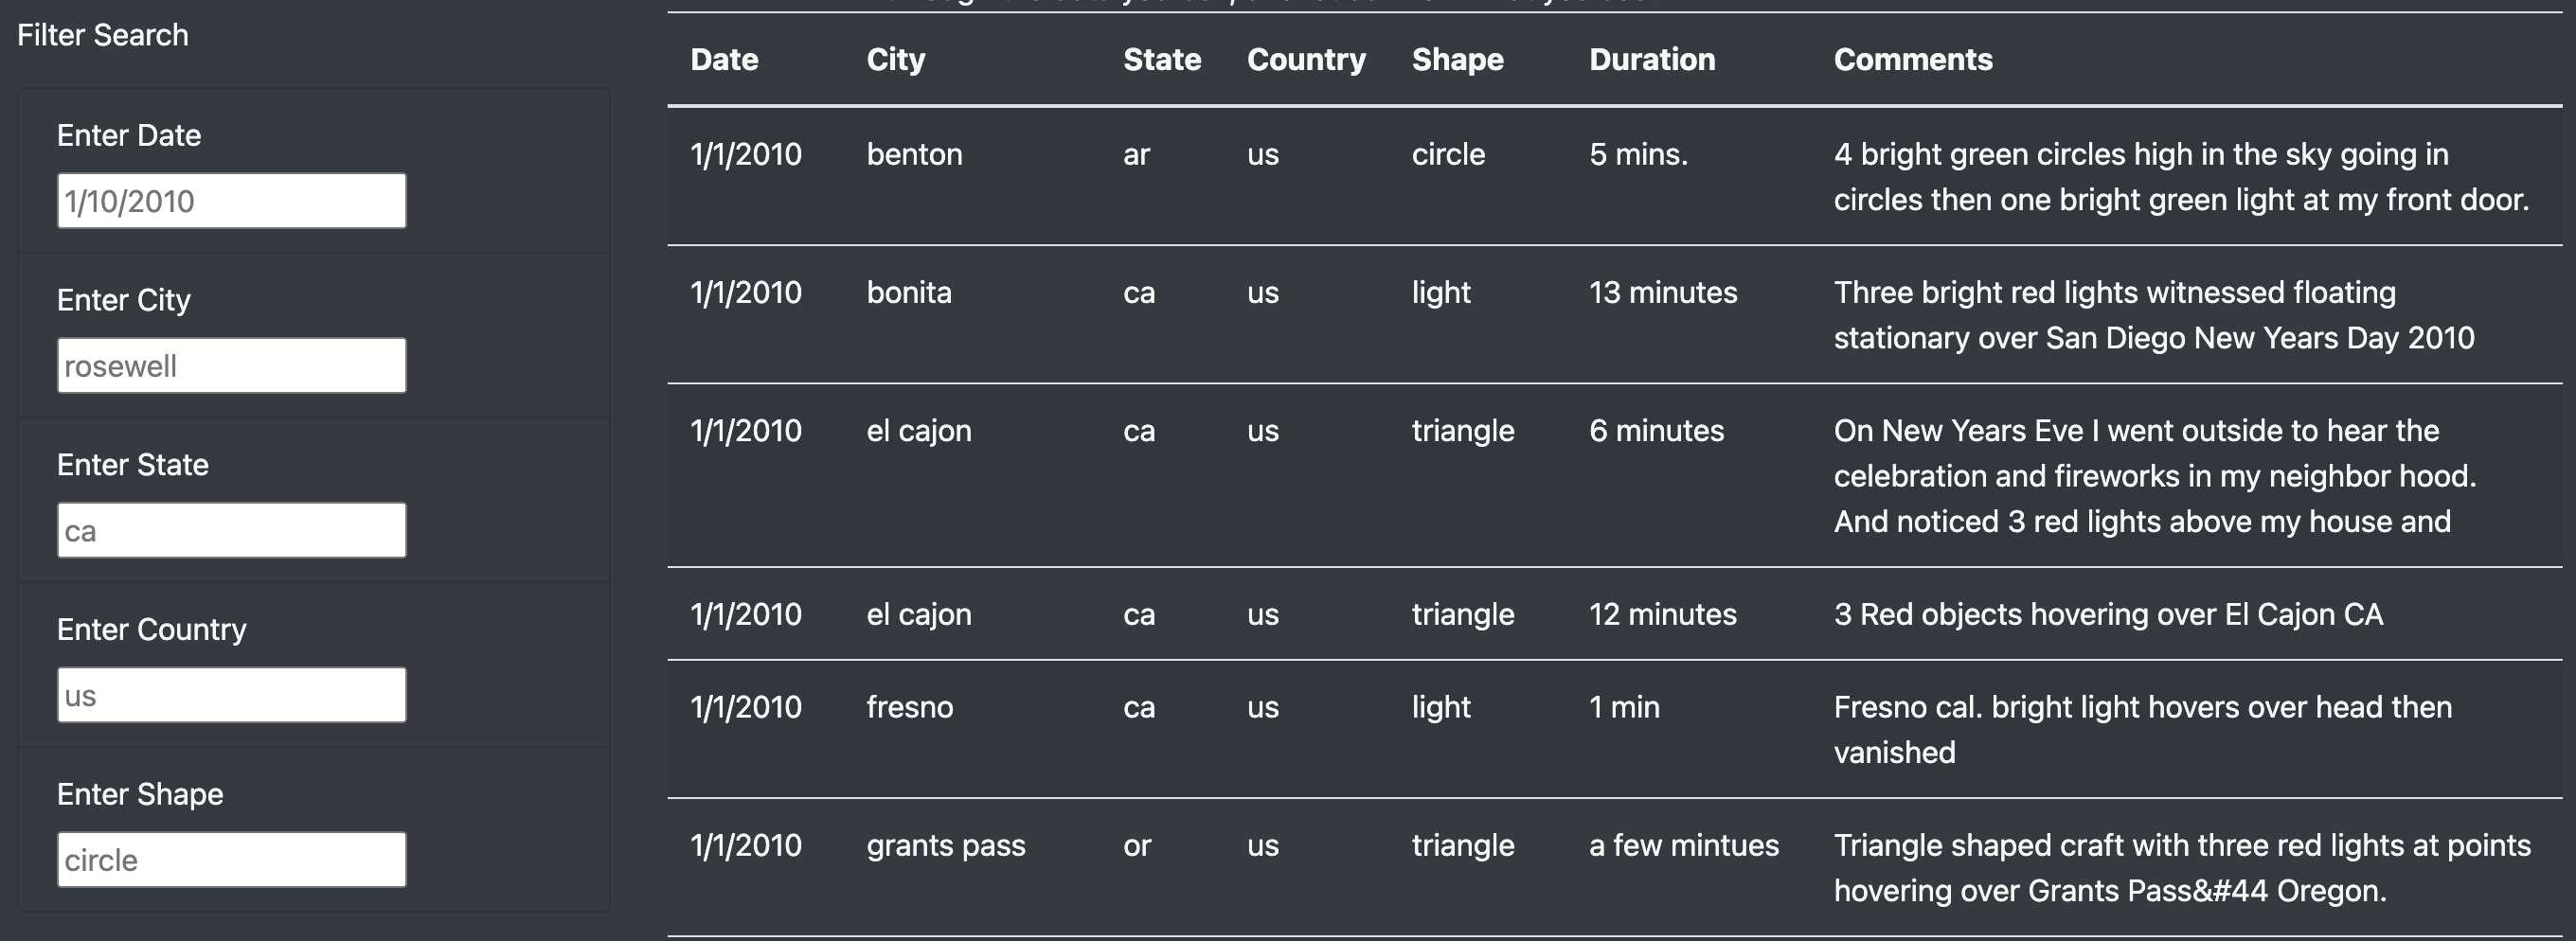 Filter Search
Enter Date
1/10/2010
Enter City
rosewell
Enter State
ca
Enter Country
us
Enter Shape
circle
Date City State Country Shape Duration Comments
1/1/2010 benton ar us circle 5 mins. 4 bright green circles high in the sky going in
circles then one bright green light at my front door.
1/1/2010 bonita ca us light 13 minutes Three bright red lights witnessed floating
stationary over San Diego New Years Day 2010
1/1/2010 el cajon ca us triangle 6 minutes On New Years Eve I went outside to hear the
celebration and fireworks in my neighbor hood.
And noticed 3 red lights above my house and
1/1/2010 el cajon ca us triangle 12 minutes 3 Red objects hovering over El Cajon CA
1/1/2010 fresno ca us light 1 min Fresno cal. bright light hovers over head then
vanished
1/1/2010 grants pass or us triangle a few mintues Triangle shaped craft with three red lights at points
hovering over Grants Pass&#44 Oregon.